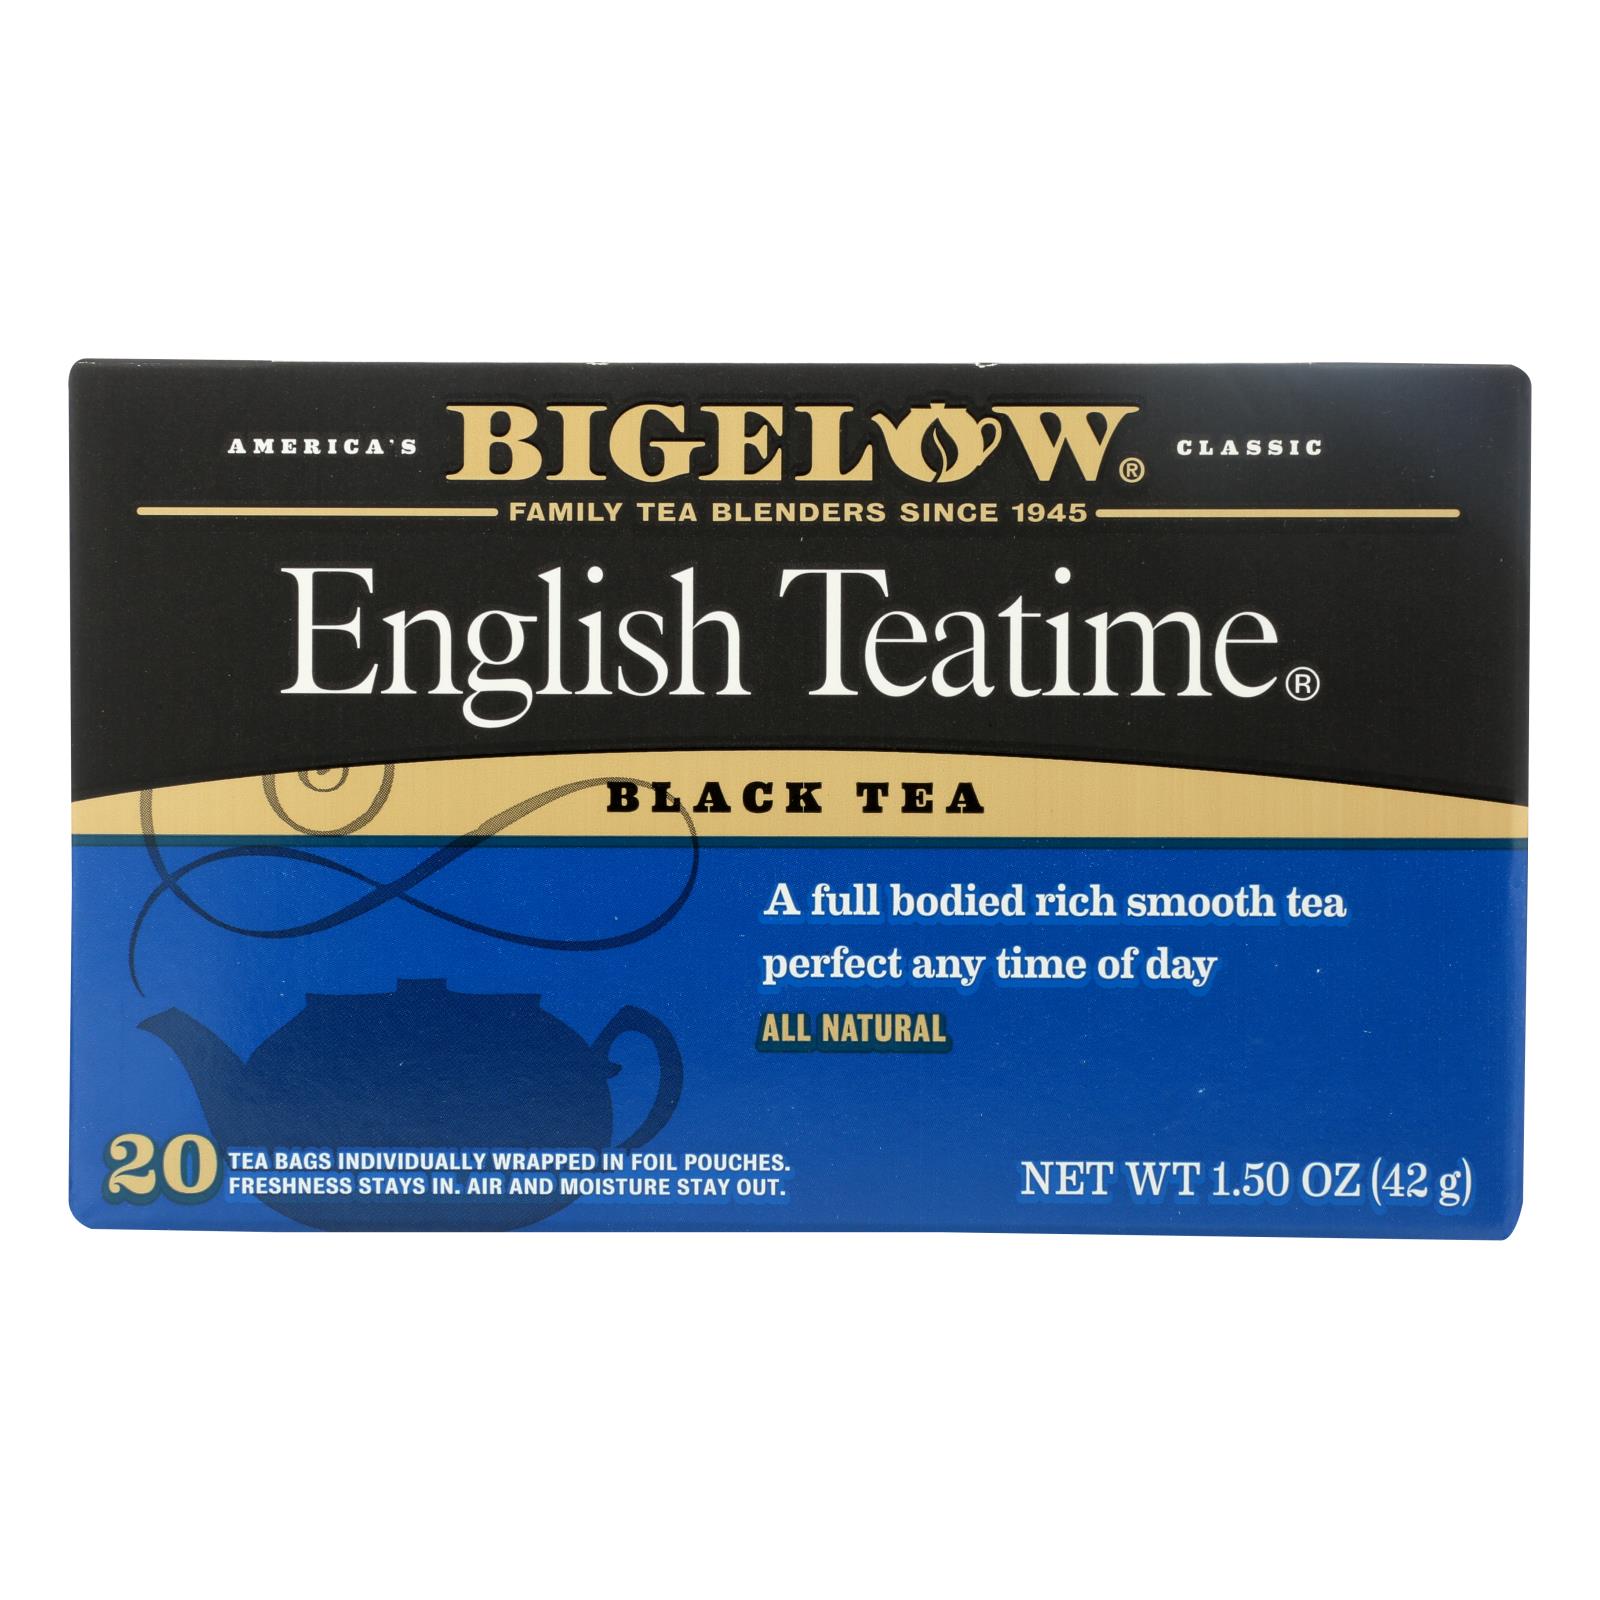 AMERICA'S BIGELOW® CLASSIC
FAMILY TEA BLENDERS SINCE 1945
English Teatime®
BLACK TEA
A full bodied rich smooth tea
perfect any time of day
ALL NATURAL
20 TEA BAGS INDIVIDUALLY WRAPPED IN FOIL POUCHES.
FRESHNESS STAYS IN. AIR AND MOISTURE STAY OUT.
NET WT 1.50 OZ (42 g)